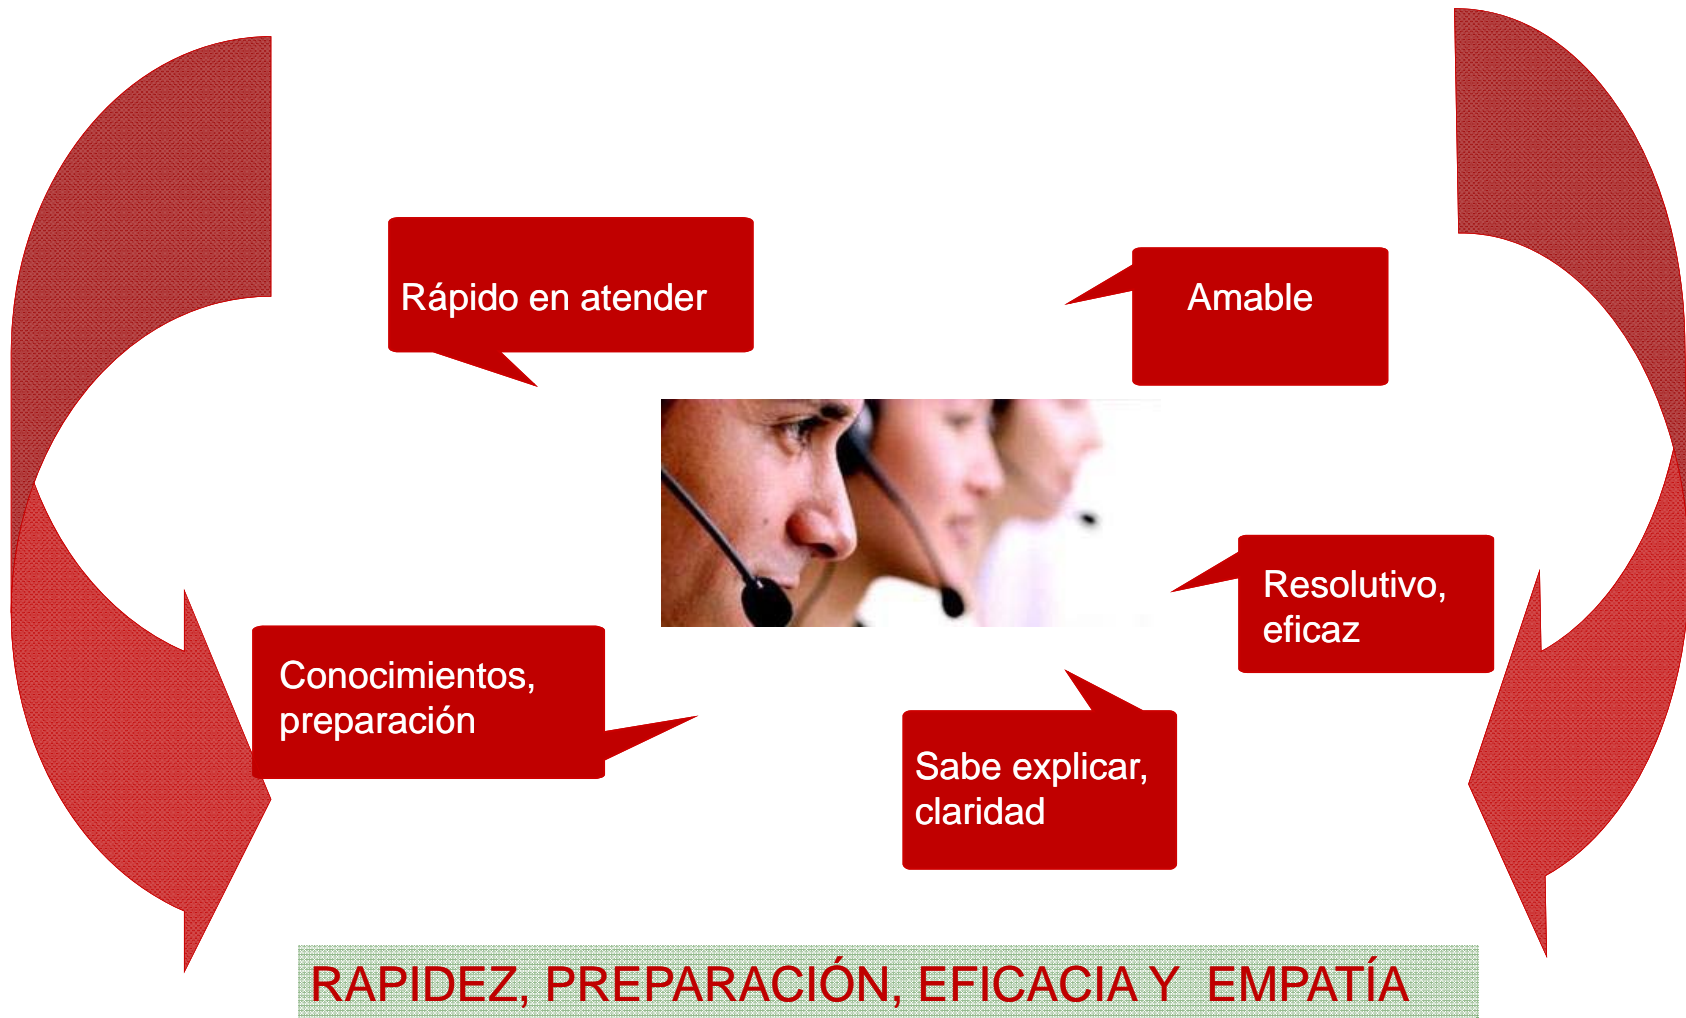 Rápido en atender
Amable
Resolutivo,
eficaz
Conocimientos,
preparación
Sabe explicar,
claridad
RAPIDEZ, PREPARACIÓN, EFICACIA Y EMPATÍA